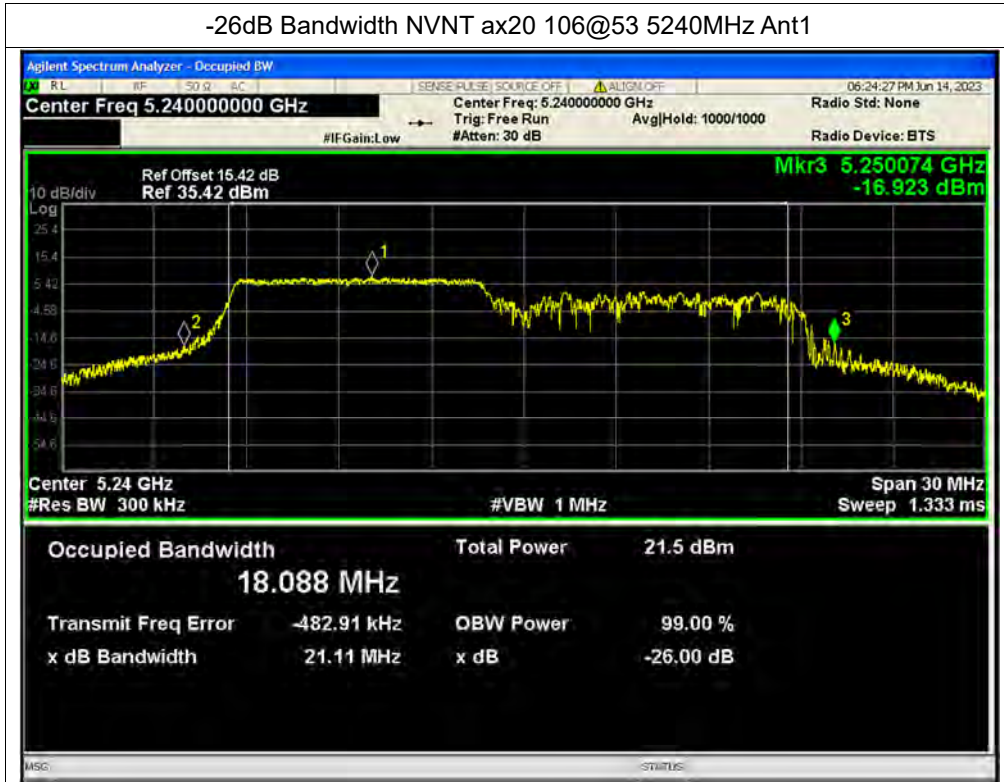 -26dB Bandwidth NVNT ax20 106@53 5240MHz Ant1
Agilent Spectrum Analyzer - Occupied BW
RL RF 50 Ω AC SENSE:PULSE SOURCE OFF ALIGN OFF 06:24:27 PM Jun 14, 2023
Center Freq 5.240000000 GHz Center Freq: 5.240000000 GHz Radio Std: None
Trig: Free Run Avg|Hold: 1000/1000
#IFGain:Low #Atten: 30 dB Radio Device: BTS
Mkr3 5.250074 GHz
-16.923 dBm
Ref Offset 15.42 dB
10 dB/div Ref 35.42 dBm
Log
25.4
15.4
5.42
-4.58
-14.6
-24.6
-34.6
-44.6
-54.6
1
2
3
Center 5.24 GHz Span 30 MHz
#Res BW 300 kHz #VBW 1 MHz Sweep 1.333 ms
Occupied Bandwidth Total Power 21.5 dBm
18.088 MHz
Transmit Freq Error -482.91 kHz OBW Power 99.00 %
x dB Bandwidth 21.11 MHz x dB -26.00 dB
MSG STATUS